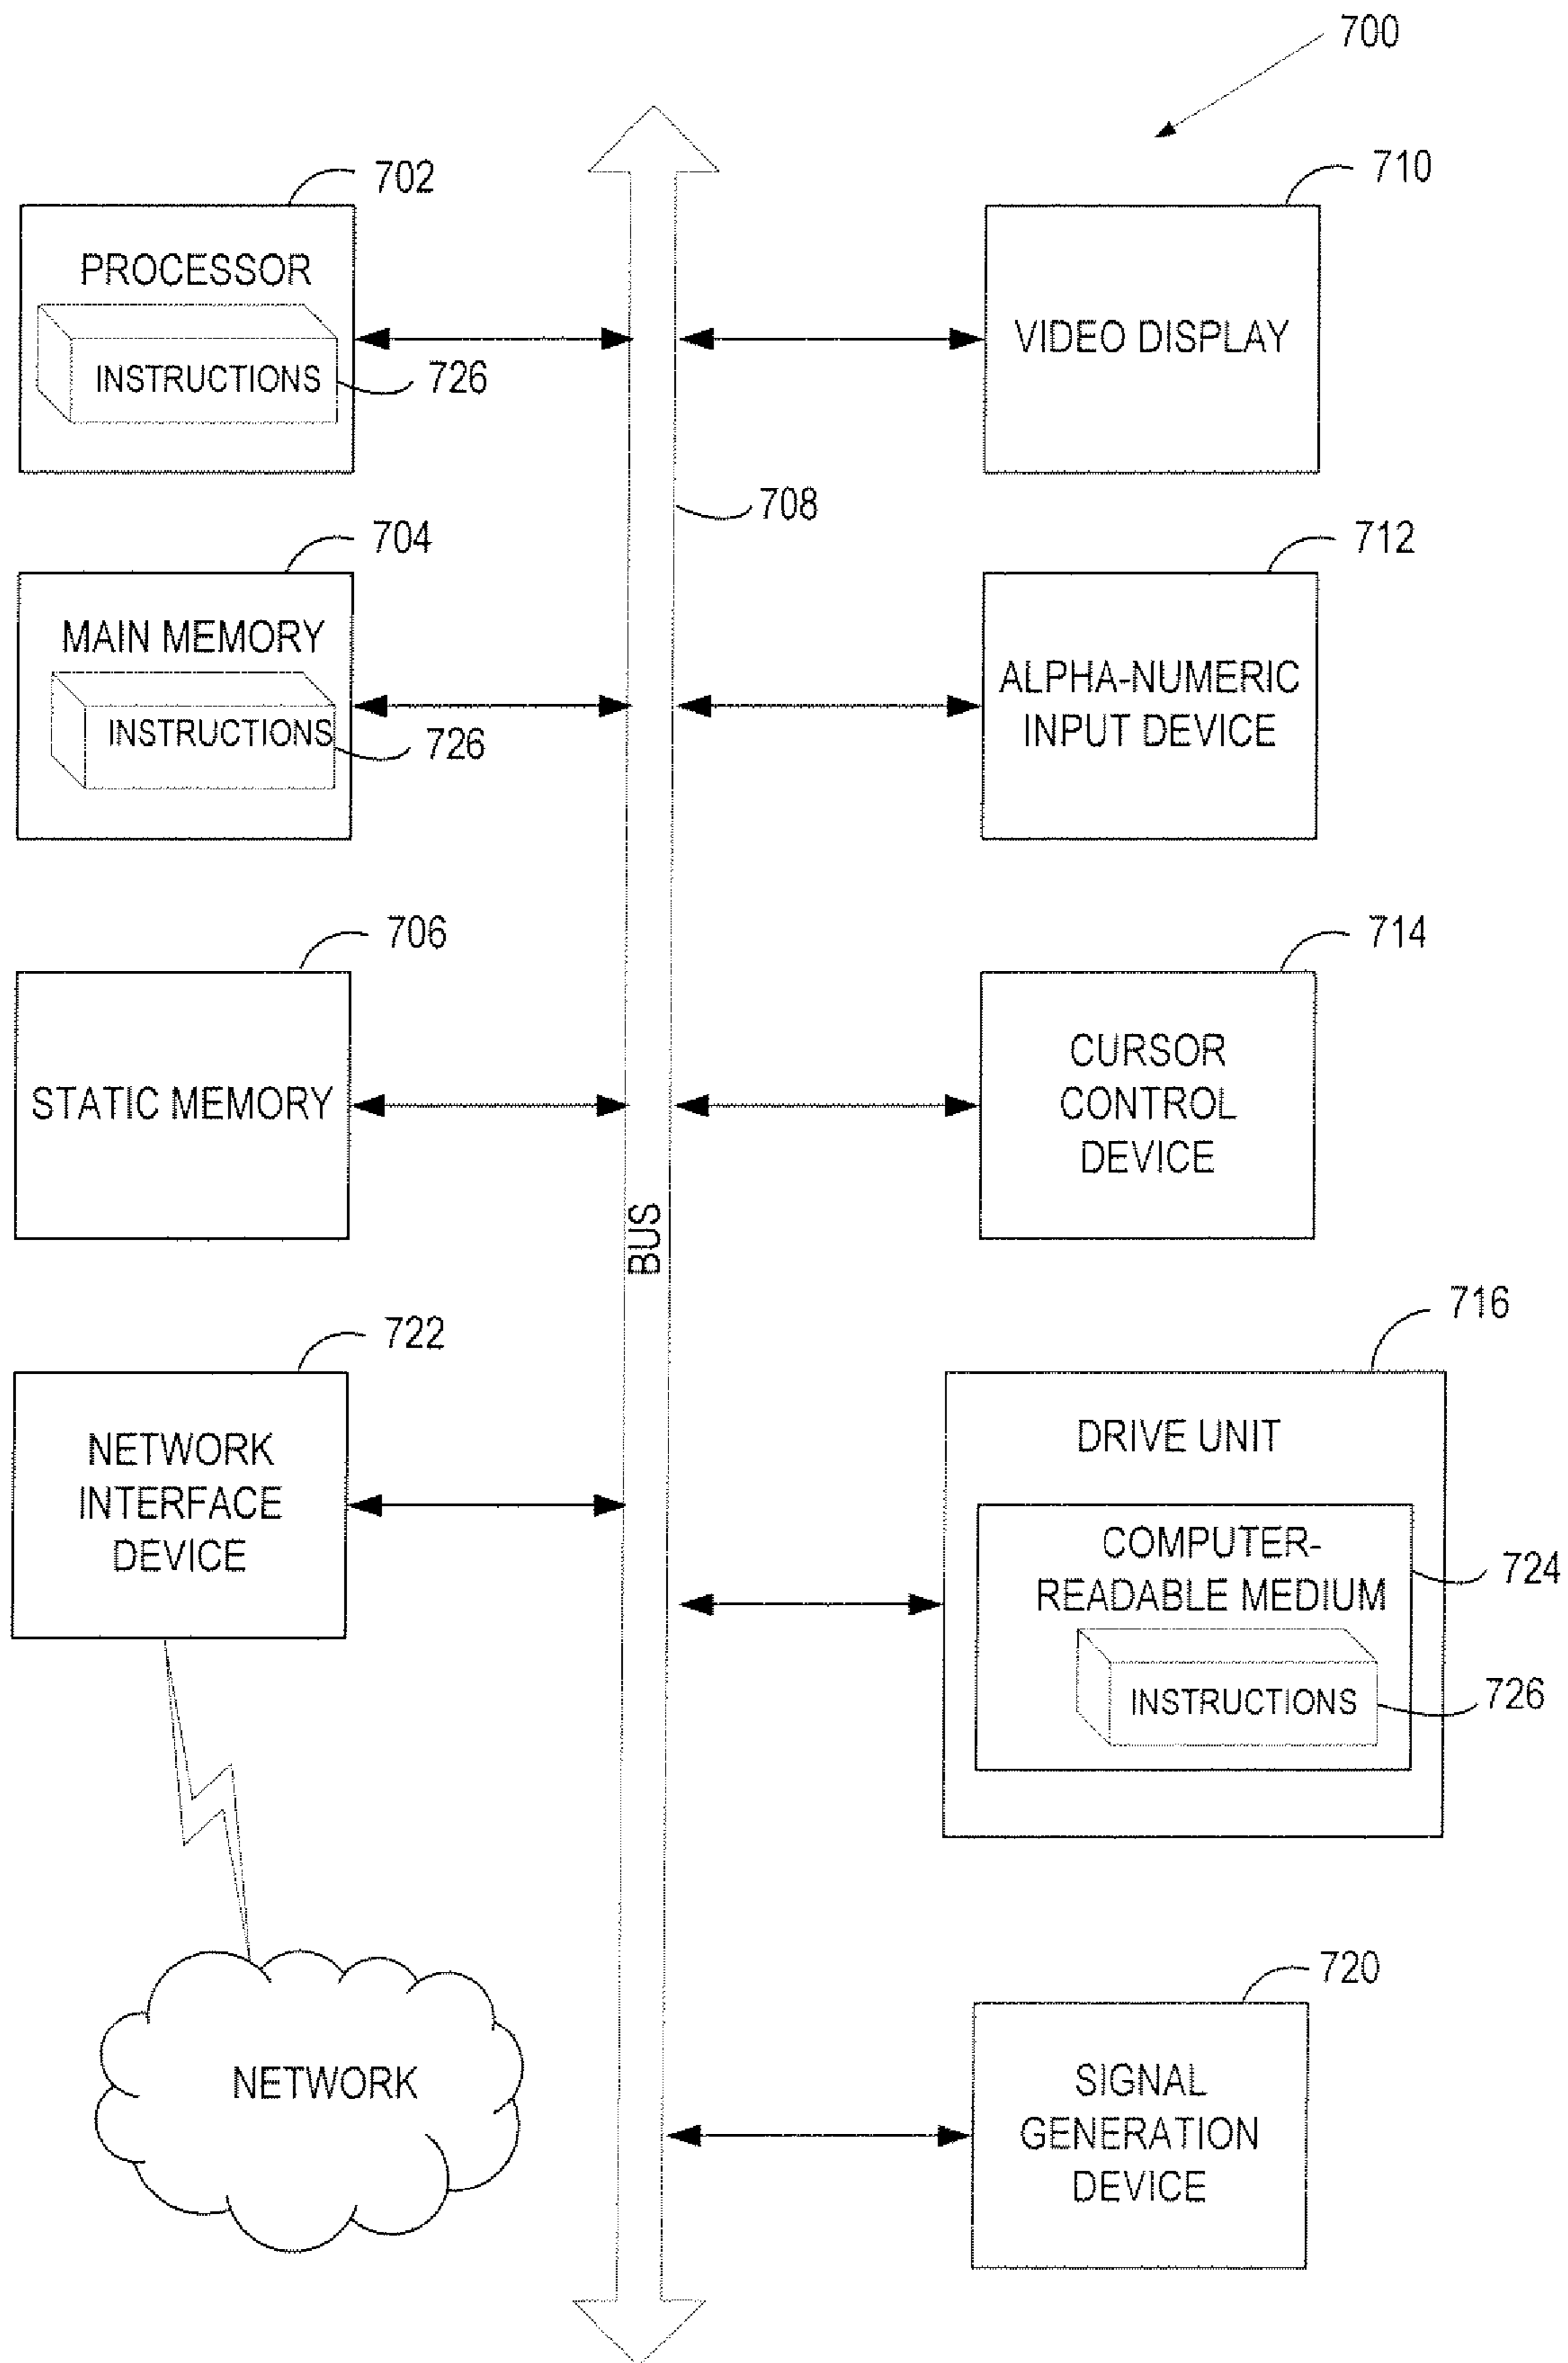 700
702
PROCESSOR
INSTRUCTIONS
726
710
VIDEO DISPLAY
708
704
MAIN MEMORY
INSTRUCTIONS
726
712
ALPHA-NUMERIC
INPUT DEVICE
706
STATIC MEMORY
714
CURSOR
CONTROL
DEVICE
BUS
722
NETWORK
INTERFACE
DEVICE
716
DRIVE UNIT
COMPUTER-
READABLE MEDIUM
724
INSTRUCTIONS
726
NETWORK
720
SIGNAL
GENERATION
DEVICE